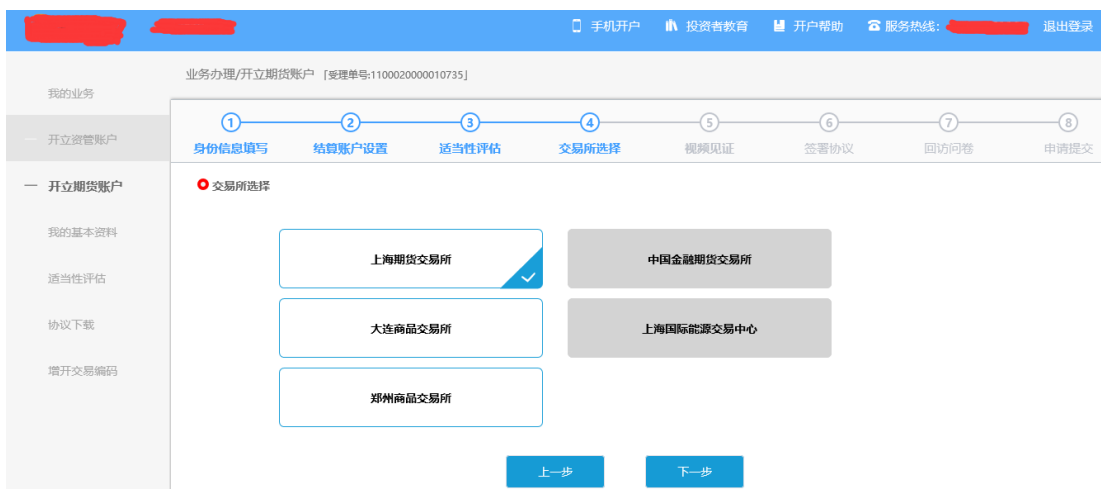 手机开户 投资者教育 开户帮助 服务热线: 退出登录
业务办理/开立期货账户 「受理单号:1100020000010735」
我的业务
开立资管账户
开立期货账户
我的基本资料
适当性评估
协议下载
增开交易编码
1 2 3 4 5 6 7 8
身份信息填写 结算账户设置 适当性评估 交易所选择 视频见证 签署协议 回访问卷 申请提交
交易所选择
上海期货交易所 中国金融期货交易所
大连商品交易所 上海国际能源交易中心
郑州商品交易所
上一步 下一步